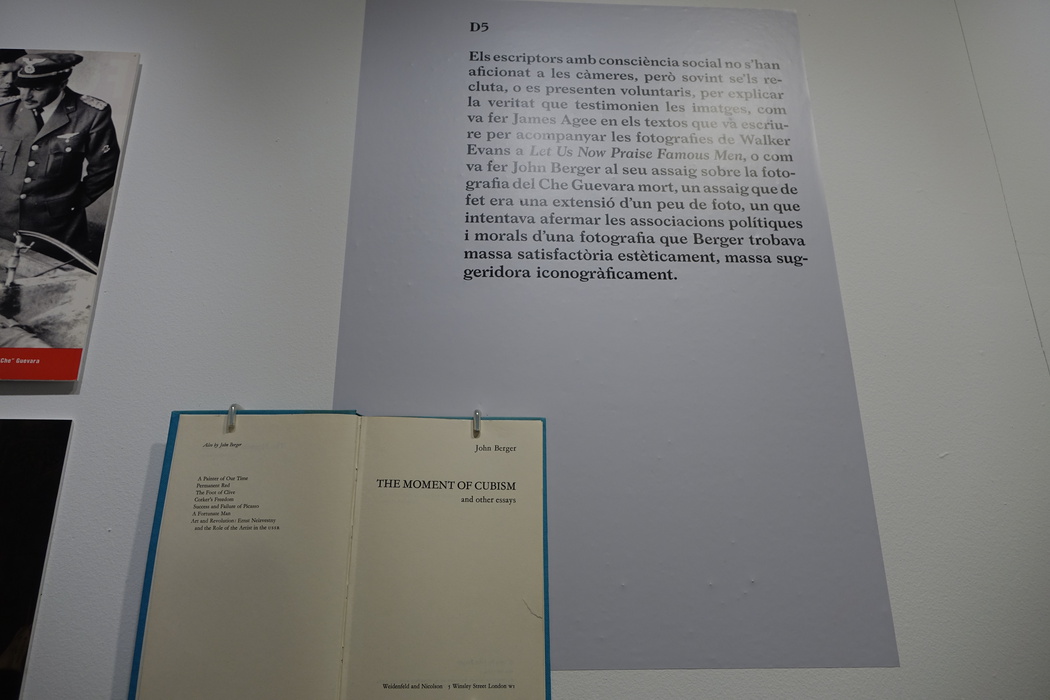 D5
Els escriptors amb consciència social no s'han
aficionat a les càmeres, però sovint se'ls re-
cluta, o es presenten voluntaris, per explicar
la veritat que testimonien les imatges, com
va fer James Agee en els textos que va escriu-
re per acompanyar les fotografies de Walker
Evans a Let Us Now Praise Famous Men, o com
va fer John Berger al seu assaig sobre la foto-
grafia del Che Guevara mort, un assaig que de
fet era una extensió d'un peu de foto, un que
intentava afermar les associacions polítiques
i morals d'una fotografia que Berger trobava
massa satisfactòria estèticament, massa sug-
geridora iconogràficament.
Che" Guevara
Also by John Berger
A Painter of Our Time
Permanent Red
The Foot of Clive
Corker's Freedom
Success and Failure of Picasso
A Fortunate Man
Art and Revolution: Ernst Neizvestny
and the Role of the Artist in the USSR
John Berger
THE MOMENT OF CUBISM
and other essays
Weidenfeld and Nicolson 5 Winsley Street London W1